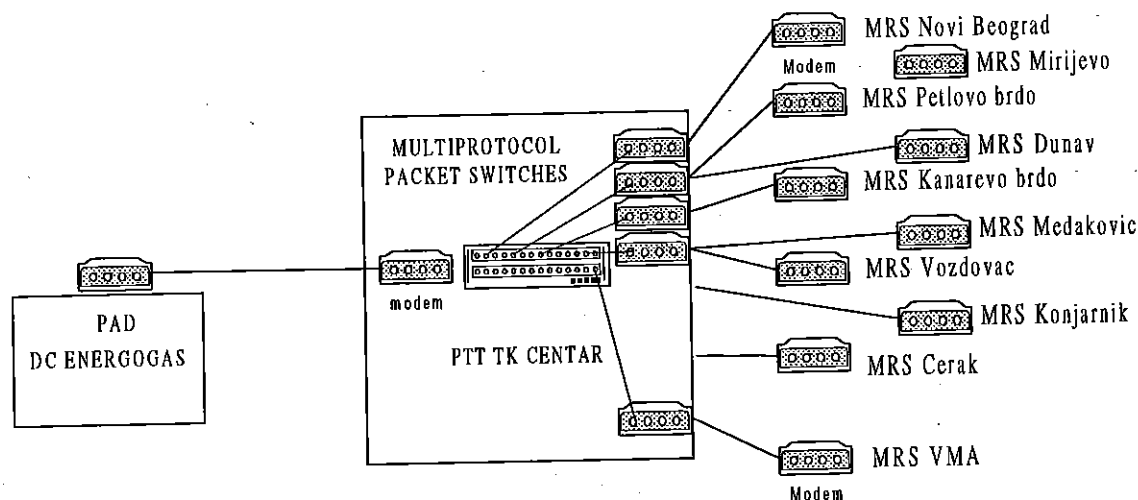 MRS Novi Beograd
Modem
MRS Mirijevo
MRS Petlovo brdo
MULTIPROTOCOL
PACKET SWITCHES
MRS Dunav
MRS Kanarevo brdo
MRS Medakovic
MRS Vozdovac
modem
MRS Konjarnik
PAD
DC ENERGOGAS
PTT TK CENTAR
MRS Cerak
MRS VMA
Modem